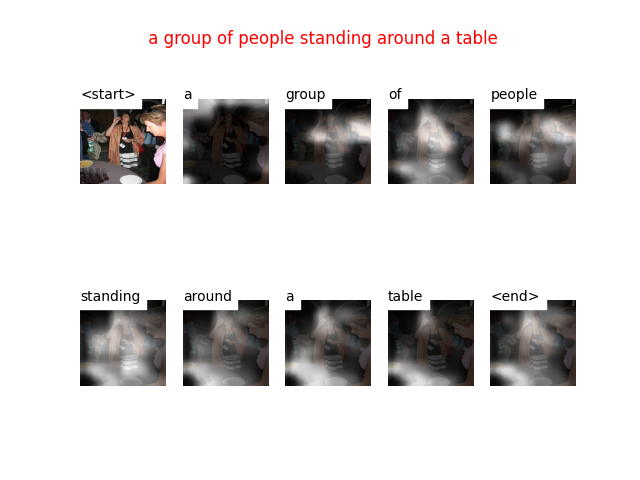 a group of people standing around a table
<start> a group of people
standing around a table <end>